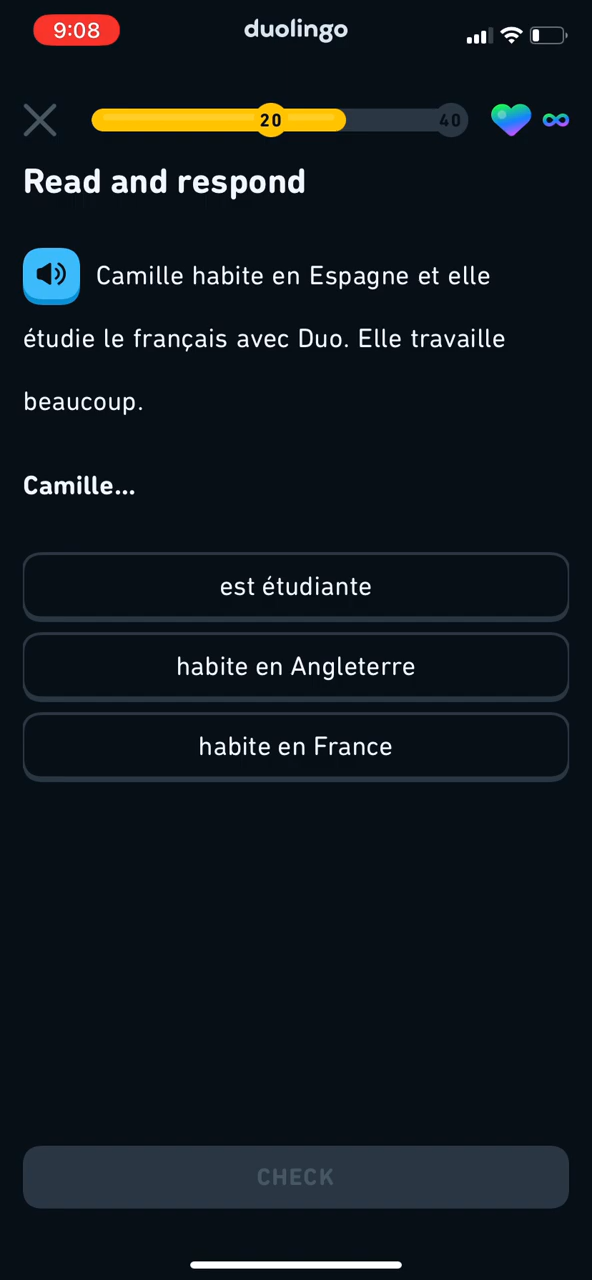 9:08
duolingo
20
40
Read and respond
Camille habite en Espagne et elle
étudie le français avec Duo. Elle travaille
beaucoup.
Camille...
est étudiante
habite en Angleterre
habite en France
CHECK